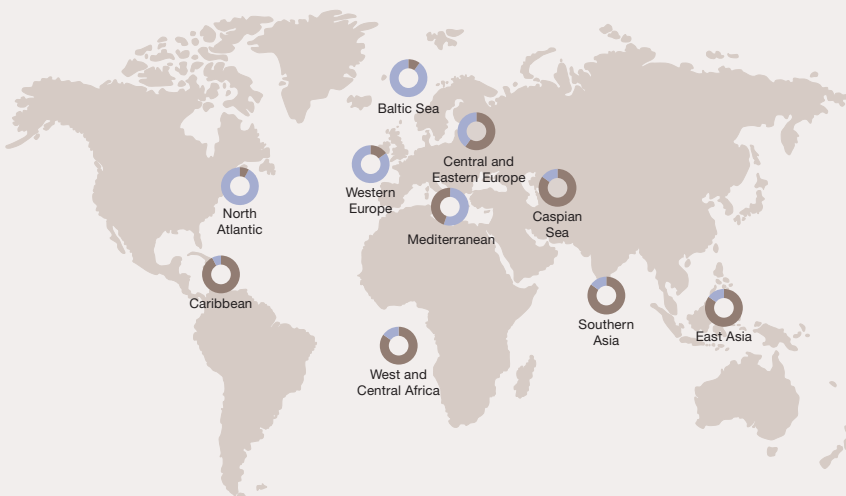 Baltic Sea
Central and
Eastern Europe
Western
Europe
Caspian
Sea
North
Atlantic
Mediterranean
Caribbean
Southern
Asia
East Asia
West and
Central Africa